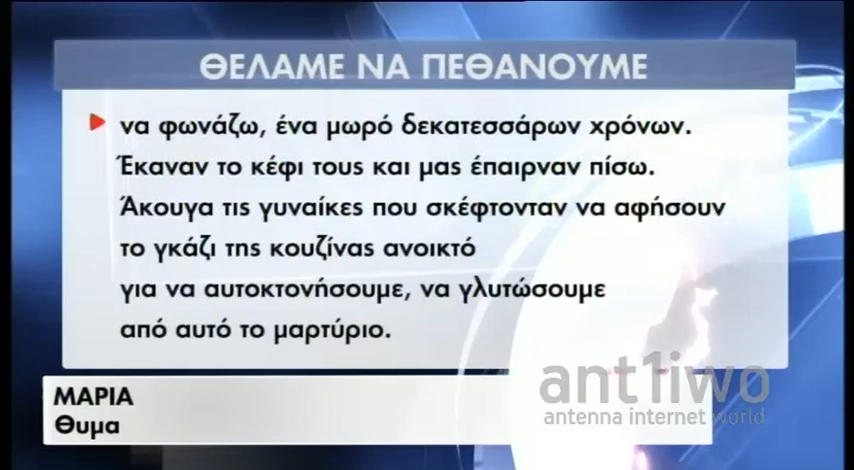 ΘΕΛΑΜΕ ΝΑ ΠΕΘΑΝΟΥΜΕ
να φωνάζω, ένα μωρό δεκατεσσάρων χρόνων.
Έκαναν το κέφι τους και μας έπαιρναν πίσω.
Άκουγα τις γυναίκες που σκέφτονταν να αφήσουν
το γκάζι της κουζίνας ανοικτό
για να αυτοκτονήσουμε, να γλυτώσουμε
από αυτό το μαρτύριο.
ΜΑΡΙΑ
Θυμα
ant1iwo
antenna internet world